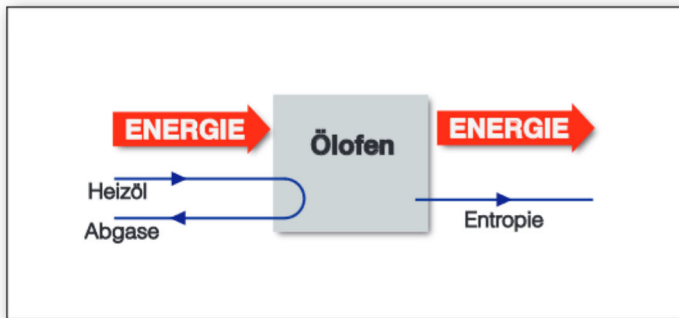 ENERGIE
Ölofen
ENERGIE
Heizöl
Abgase
Entropie